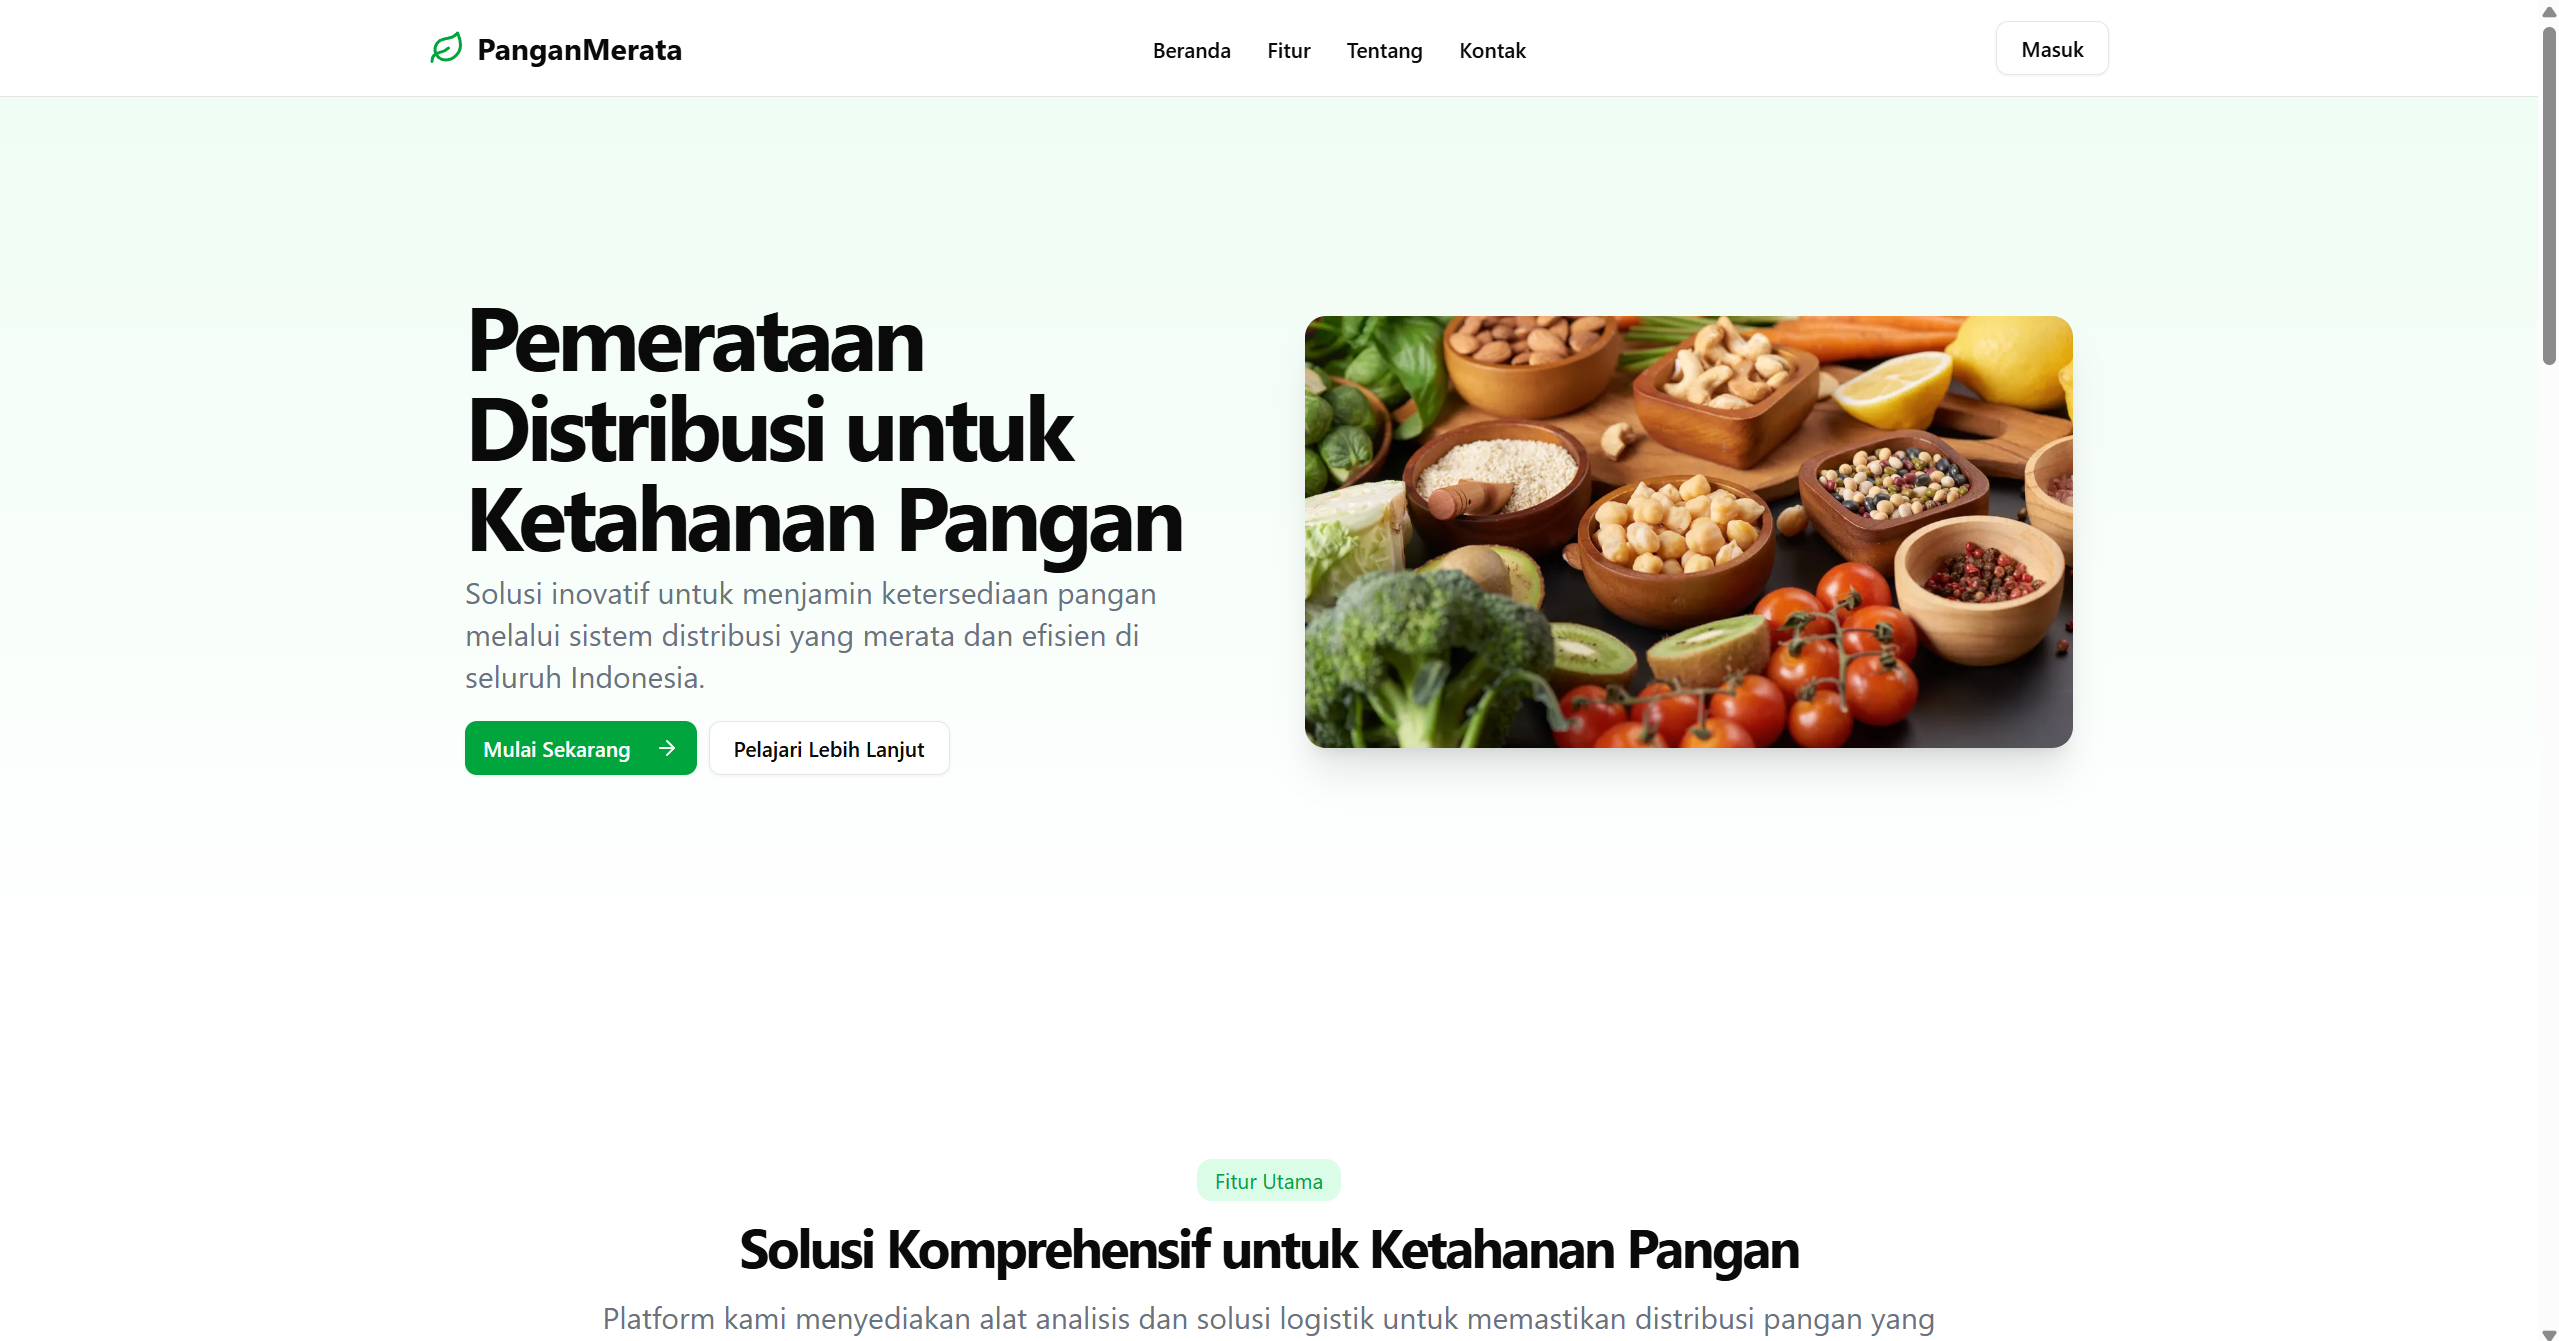 PanganMerata
Beranda
Fitur
Tentang
Kontak
Masuk
Pemerataan
Distribusi untuk
Ketahanan Pangan
Solusi inovatif untuk menjamin ketersediaan pangan
melalui sistem distribusi yang merata dan efisien di
seluruh Indonesia.
Mulai Sekarang
Pelajari Lebih Lanjut
Fitur Utama
Solusi Komprehensif untuk Ketahanan Pangan
Platform kami menyediakan alat analisis dan solusi logistik untuk memastikan distribusi pangan yang